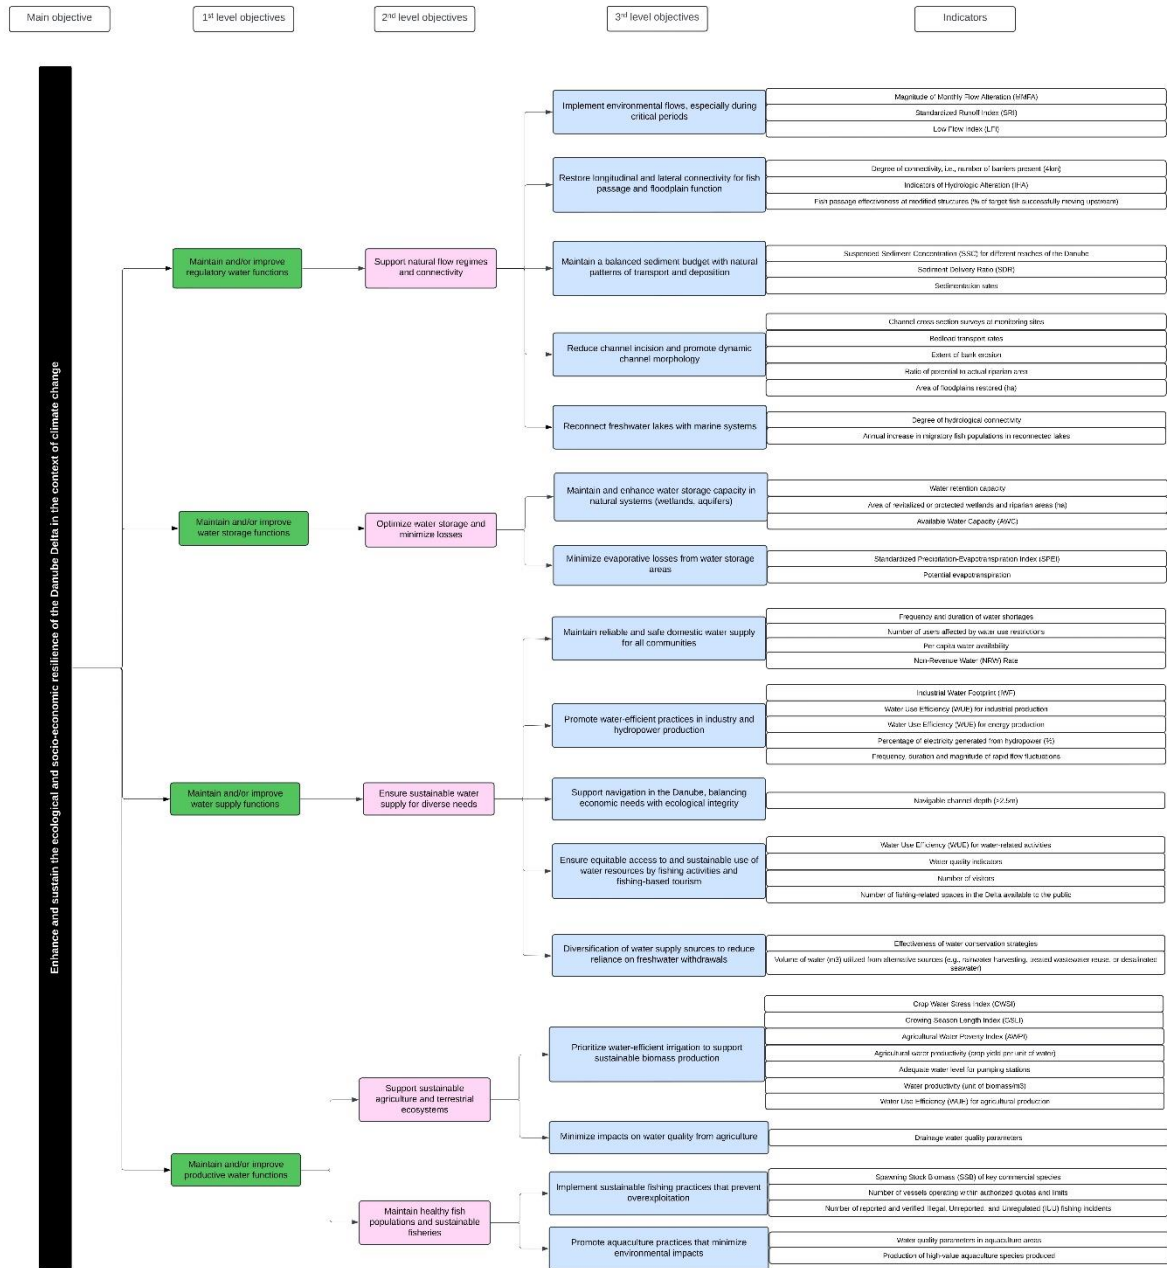 Main objective
1st level objectives
2nd level objectives
3rd level objectives
Indicators
Enhance and sustain the ecological and socio-economic resilience of the Danube Delta in the context of climate change
Maintain and/or improve
regulatory water functions
Support natural flow regimes
and connectivity
Implement environmental flows, especially during
critical periods
Magnitude of Monthly Flow Alteration (MMFA)
Standardized Runoff Index (SRI)
Low Flow Index (LFI)
Restore longitudinal and lateral connectivity for fish
passage and floodplain function
Degree of connectivity, i.e., number of barriers present (4km)
Indicators of Hydrologic Alteration (IHA)
Fish passage effectiveness at modified structures (% of target fish successfully moving upstream)
Maintain a balanced sediment budget with natural
patterns of transport and deposition
Suspended Sediment Concentration (SSC) for different reaches of the Danube
Sediment Delivery Ratio (SDR)
Sedimentation rates
Reduce channel incision and promote dynamic
channel morphology
Channel cross-section surveys at monitoring sites
Bedload transport rates
Extent of bank erosion
Ratio of potential to actual riparian area
Area of floodplains restored (ha)
Reconnect freshwater lakes with marine systems
Degree of hydrological connectivity
Annual increase in migratory fish populations in reconnected lakes
Maintain and/or improve
water storage functions
Optimize water storage and
minimize losses
Maintain and enhance water storage capacity in
natural systems (wetlands, aquifers)
Water retention capacity
Area of revitalized or protected wetlands and riparian areas (ha)
Available Water Capacity (AWC)
Minimize evaporative losses from water storage
areas
Standardized Precipitation-Evapotranspiration Index (SPEI)
Potential evapotranspiration
Maintain and/or improve
water supply functions
Ensure sustainable water
supply for diverse needs
Maintain reliable and safe domestic water supply
for all communities
Frequency and duration of water shortages
Number of users affected by water use restrictions
Per capita water availability
Non-Revenue Water (NRW) Rate
Promote water-efficient practices in industry and
hydropower production
Industrial Water Footprint (IWF)
Water Use Efficiency (WUE) for industrial production
Water Use Efficiency (WUE) for energy production
Percentage of electricity generated from hydropower (%)
Frequency, duration and magnitude of rapid flow fluctuations
Support navigation in the Danube, balancing
economic needs with ecological integrity
Navigable channel depth (>2.5m)
Ensure equitable access to and sustainable use of
water resources by fishing activities and
fishing-based tourism
Water Use Efficiency (WUE) for water-related activities
Water quality indicators
Number of visitors
Number of fishing-related spaces in the Delta available to the public
Diversification of water supply sources to reduce
reliance on freshwater withdrawals
Effectiveness of water conservation strategies
Volume of water (m3) utilized from alternative sources (e.g., rainwater harvesting, treated wastewater reuse, or desalinated
seawater)
Maintain and/or improve
productive water functions
Support sustainable
agriculture and terrestrial
ecosystems
Prioritize water-efficient irrigation to support
sustainable biomass production
Crop Water Stress Index (CWSI)
Growing Season Length Index (GSLI)
Agricultural Water Poverty Index (AWPI)
Agricultural water productivity (crop yield per unit of water)
Adequate water level for pumping stations
Water productivity (unit of biomass/m3)
Water Use Efficiency (WUE) for agricultural production
Minimize impacts on water quality from agriculture
Drainage water quality parameters
Maintain healthy fish
populations and sustainable
fisheries
Implement sustainable fishing practices that prevent
overexploitation
Spawning Stock Biomass (SSB) of key commercial species
Number of vessels operating within authorized quotas and limits
Number of reported and verified Illegal, Unreported, and Unregulated (IUU) fishing incidents
Promote aquaculture practices that minimize
environmental impacts
Water quality parameters in aquaculture areas
Production of high-value aquaculture species produced